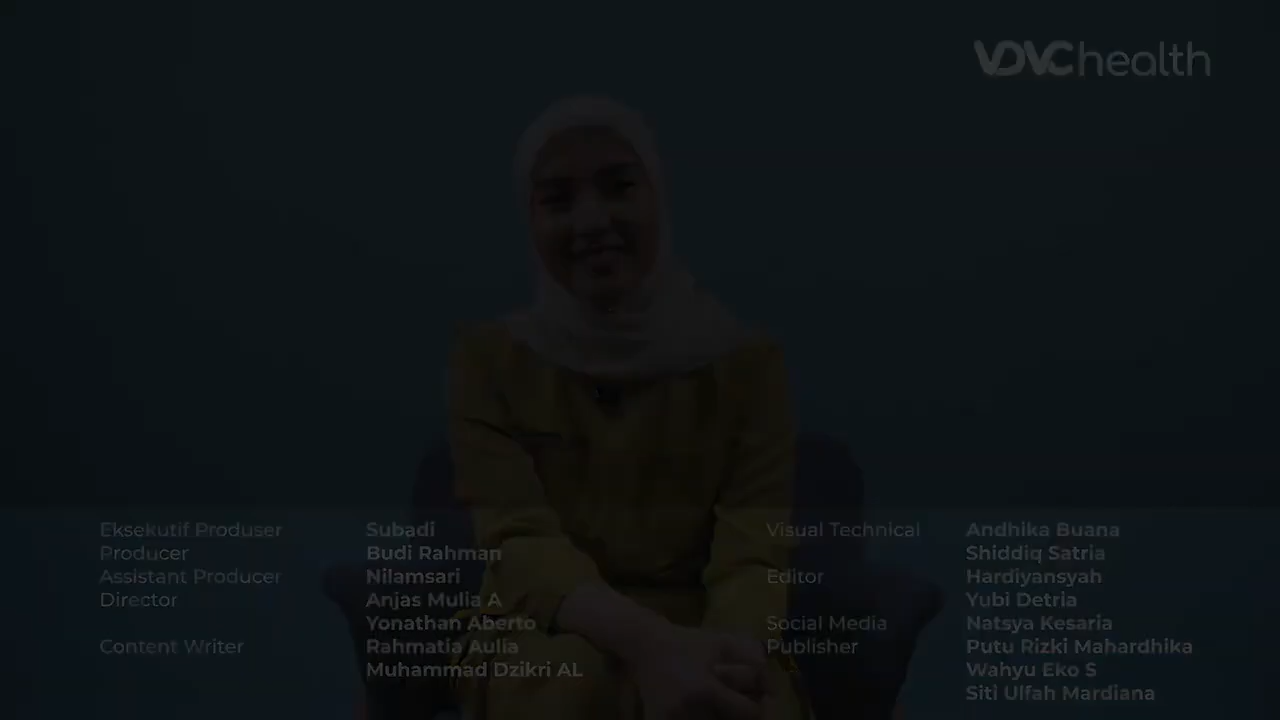 VDVC health
Eksekutif Produser Subadi
Producer Budi Rahman
Assistant Producer Nilamsari
Director Anjas Mulia A
Yonathan Aberto
Content Writer Rahmatia Aulia
Muhammad Dzikri AL
Visual Technical Andhika Buana
Shiddiq Satria
Editor Hardiyansyah
Yubi Detria
Social Media Natsya Kesaria
Publisher Putu Rizki Mahardhika
Wahyu Eko S
Siti Ulfah Mardiana